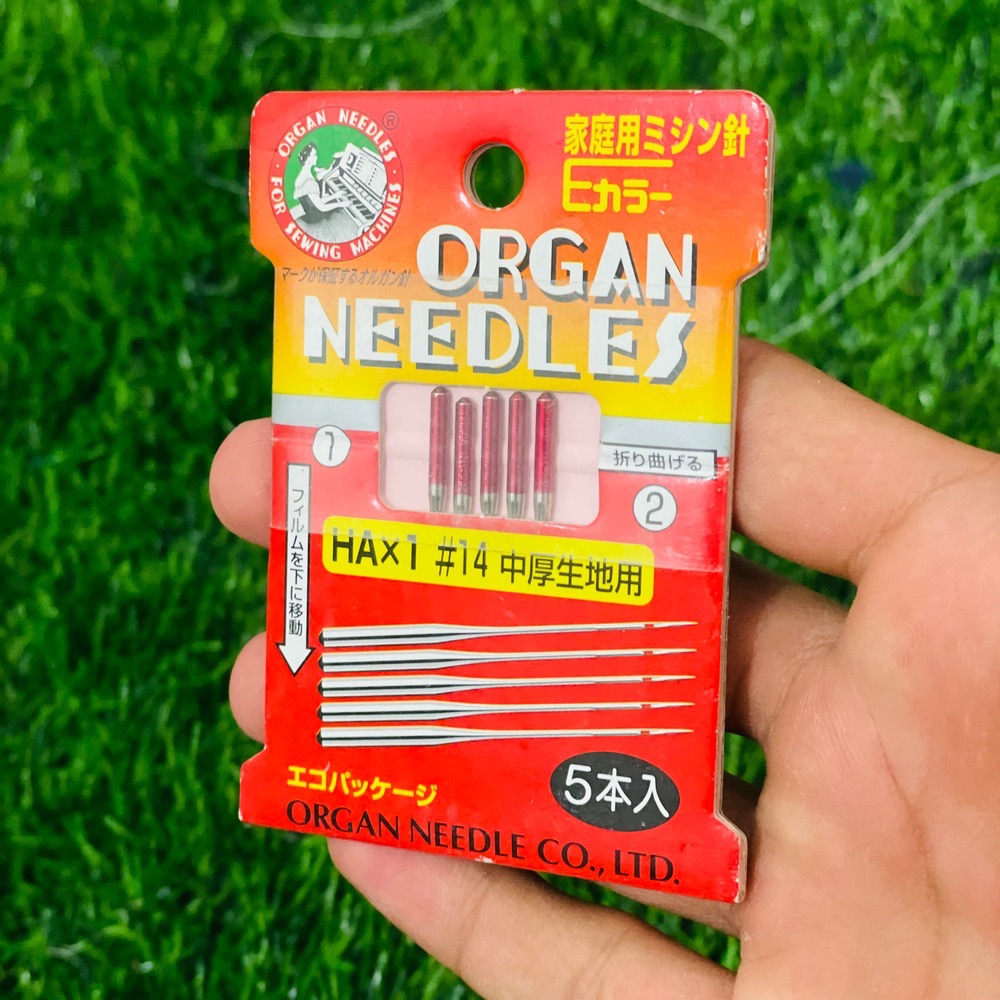 ORGAN NEEDLES ®
FOR SEWING MACHINES
家庭用ミシン針
Eカラー
マークが保証するオルガン針
ORGAN
NEEDLES
1
折り曲げる
2
フィルムを下に移動
HA×1 #14 中厚生地用
5本入
エコパッケージ
ORGAN NEEDLE CO., LTD.